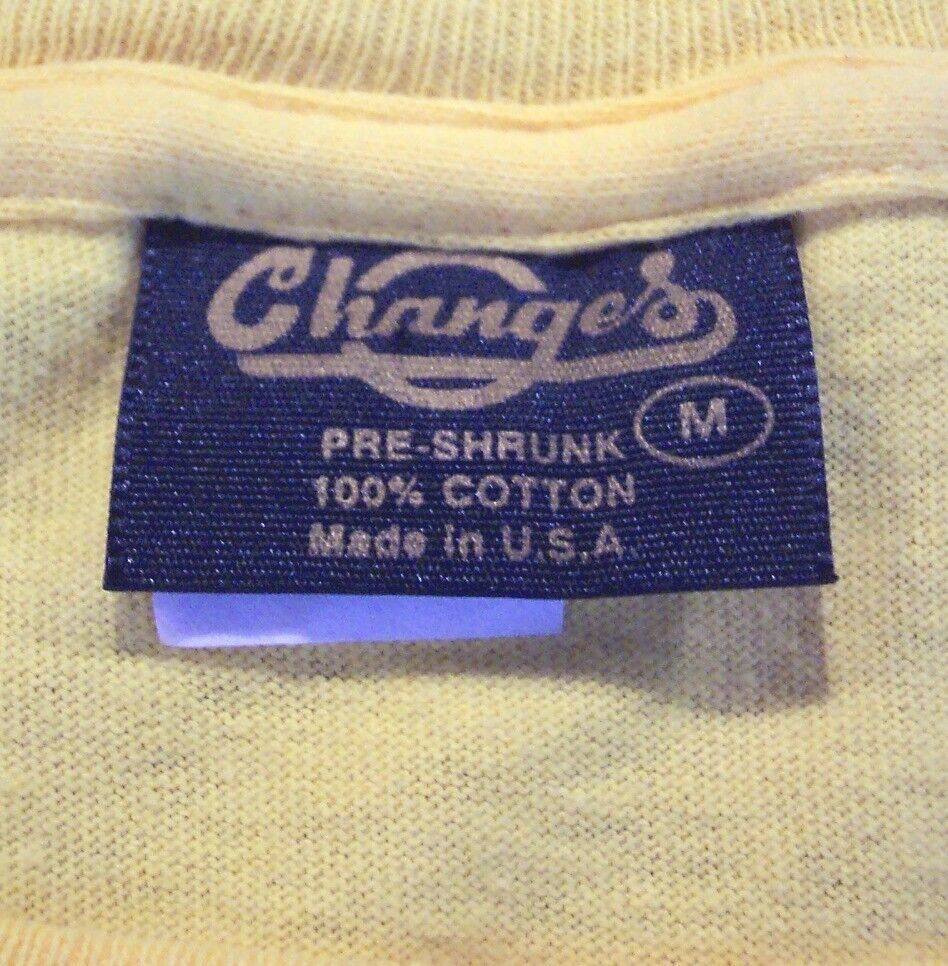 Changes
M
PRE-SHRUNK
100% COTTON
Made in U.S.A.